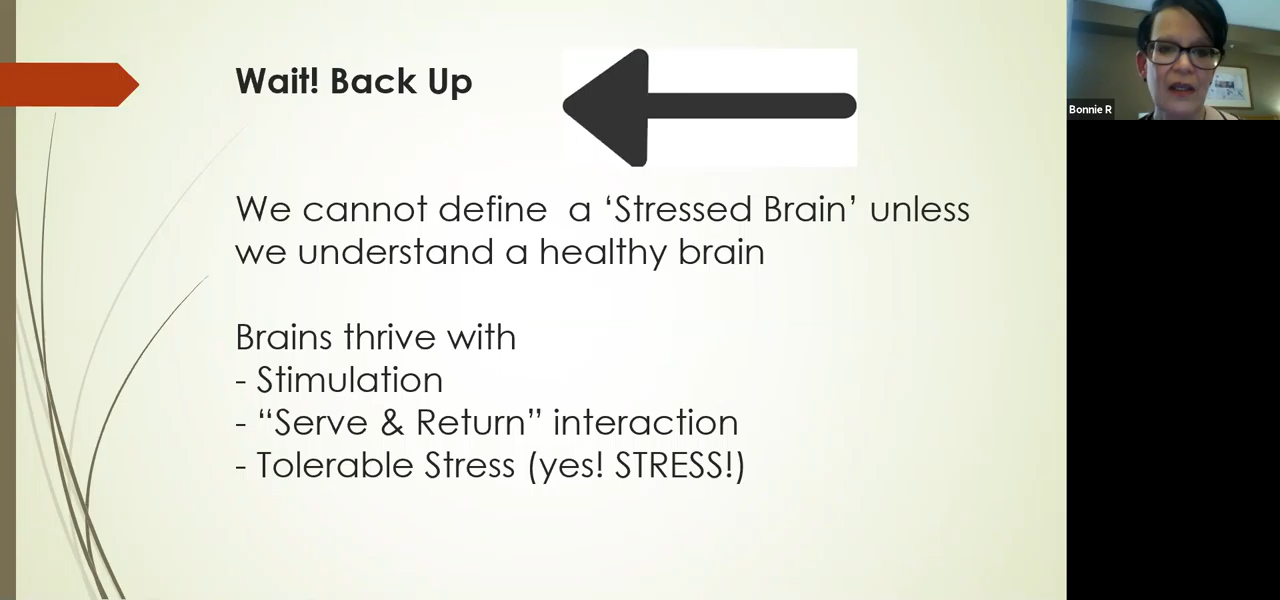 Wait! Back Up
We cannot define  a ‘Stressed Brain’ unless
we understand a healthy brain
Brains thrive with
- Stimulation
- “Serve & Return” interaction
- Tolerable Stress (yes! STRESS!)
Bonnie R